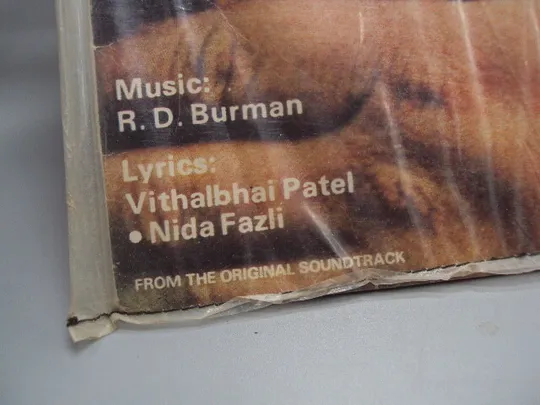 Music:
R. D. Burman
Lyrics:
Vithalbhai Patel
• Nida Fazli
FROM THE ORIGINAL SOUNDTRACK